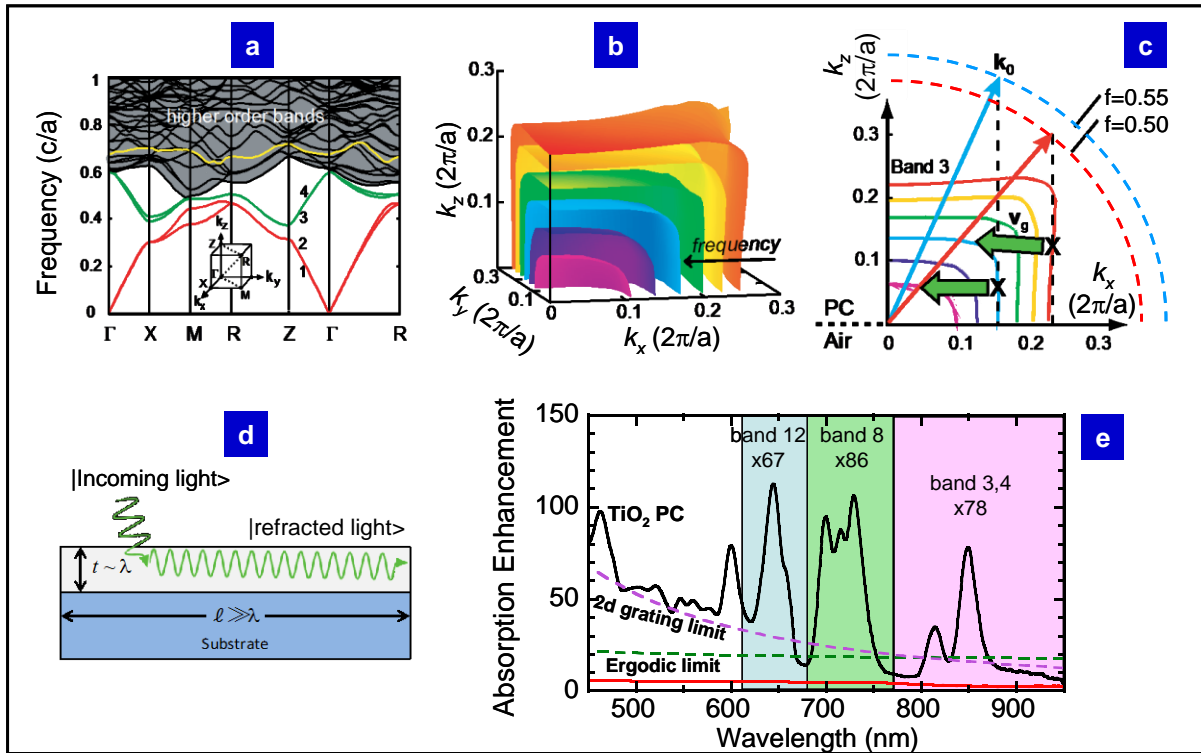 a
Frequency (c/a)
1
0.8
0.6
0.4
0.2
0
higher order bands
4
3
2
1
k_z
Z
R
Γ
X
k_x
k_y
M
Γ X M R Z Γ R
b
k_z (2π/a)
0.3
0.2
0.1
frequency
0.3
0.1
k_y (2π/a)
0 0.1 0.2 0.3
k_x (2π/a)
c
k_z
(2π/a)
k_0
f=0.55
f=0.50
0.3
Band 3
0.2
v_g
X
0.1
X
k_x
(2π/a)
0
PC
Air
0 0.1 0.2 0.3
d
|Incoming light>
|refracted light>
t ~ λ
ℓ ≫λ
Substrate
e
Absorption Enhancement
150
100
50
0
band 12
x67
band 8
x86
band 3,4
x78
TiO₂ PC
2d grating limit
Ergodic limit
500 600 700 800 900
Wavelength (nm)